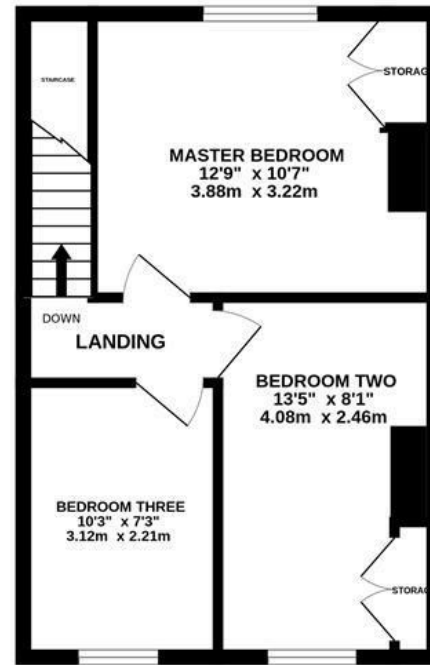 STAIRCASE
STORAG
MASTER BEDROOM
12'9" x 10'7"
3.88m x 3.22m
DOWN
LANDING
BEDROOM TWO
13'5" x 8'1"
4.08m x 2.46m
BEDROOM THREE
10'3" x 7'3"
3.12m x 2.21m
STORAG